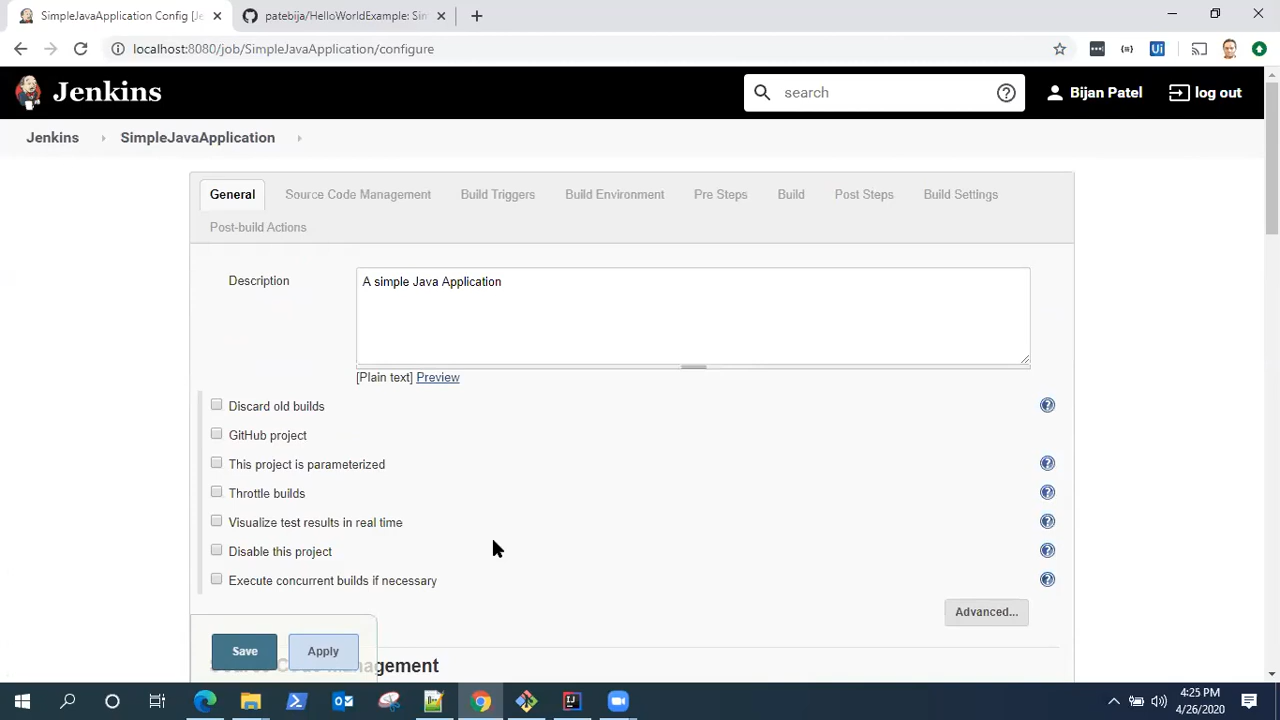 SimpleJavaApplication Config [Je
patebija/HelloWorldExample: Sim
localhost:8080/job/SimpleJavaApplication/configure
Ui
Jenkins
search
Bijan Patel
log out
Jenkins
SimpleJavaApplication
General
Source Code Management
Build Triggers
Build Environment
Pre Steps
Build
Post Steps
Build Settings
Post-build Actions
Description
A simple Java Application
[Plain text] Preview
Discard old builds
GitHub project
This project is parameterized
Throttle builds
Visualize test results in real time
Disable this project
Execute concurrent builds if necessary
Advanced...
Save
Apply
Source Code Management
4:25 PM
4/26/2020